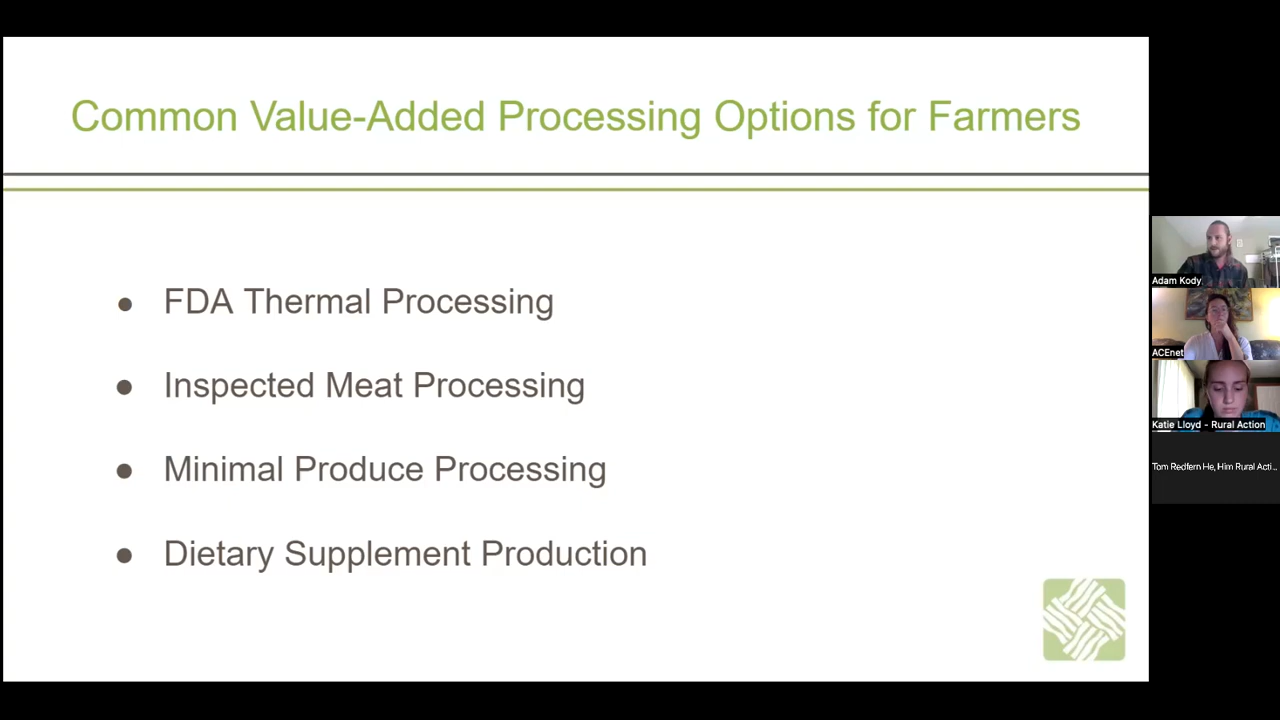 Common Value-Added Processing Options for Farmers
● FDA Thermal Processing
● Inspected Meat Processing
● Minimal Produce Processing
● Dietary Supplement Production
Adam Kody
ACEnet
Katie Lloyd - Rural Action
Tom Redfern He, Him Rural Acti...